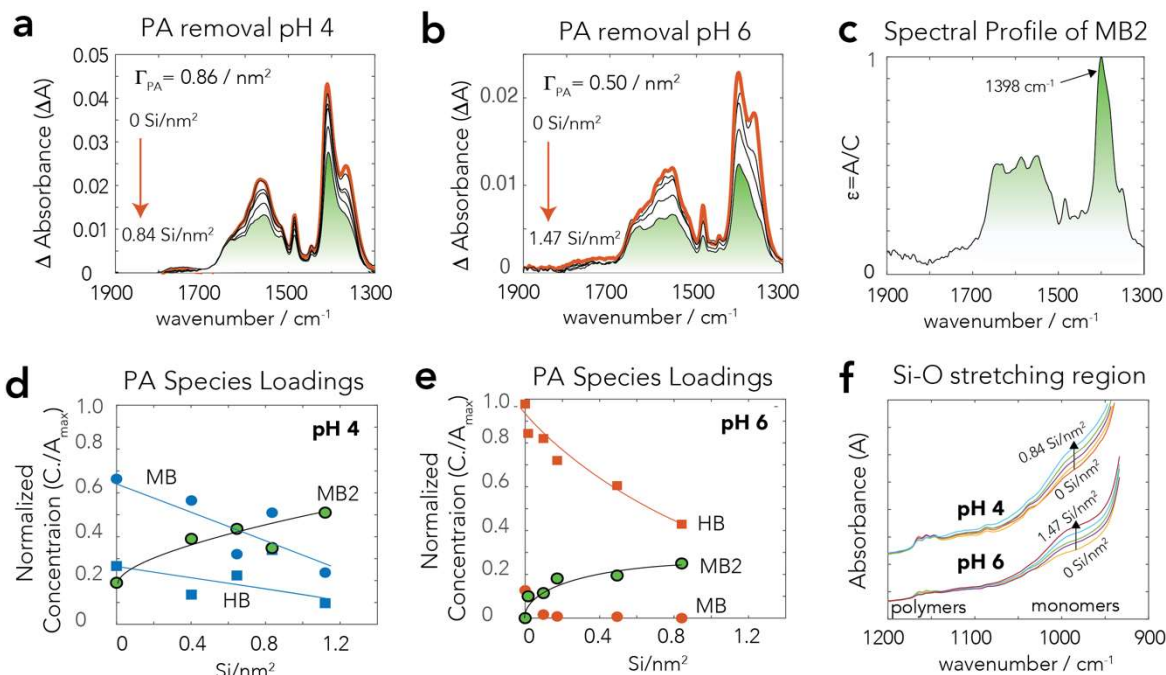 a PA removal pH 4
Γ_PA = 0.86 / nm²
0 Si/nm²
0.84 Si/nm²
Δ Absorbance (ΔA)
0.05
0.04
0.03
0.02
0.01
0
1900 1700 1500 1300
wavenumber / cm⁻¹
b PA removal pH 6
Γ_PA = 0.50 / nm²
0 Si/nm²
1.47 Si/nm²
Δ Absorbance (ΔA)
0.02
0.01
0
1900 1700 1500 1300
wavenumber / cm⁻¹
c Spectral Profile of MB2
1398 cm⁻¹
ε=A/C
1
0
1900 1700 1500 1300
wavenumber / cm⁻¹
d PA Species Loadings
pH 4
MB
MB2
HB
Normalized
Concentraion (C./A_max)
1.0
0.8
0.6
0.4
0.2
0
0 0.4 0.8 1.2
Si/nm²
e PA Species Loadings
pH 6
HB
MB2
MB
Normalized
Concentraion (C./A_max)
1.0
0.8
0.6
0.4
0.2
0
0 0.4 0.8 1.2
Si/nm²
f Si-O stretching region
0.84 Si/nm²
pH 4
0 Si/nm²
1.47 Si/nm²
pH 6
0 Si/nm²
polymers monomers
Absorbance (A)
1200 1100 1000 930
wavenumber / cm⁻¹